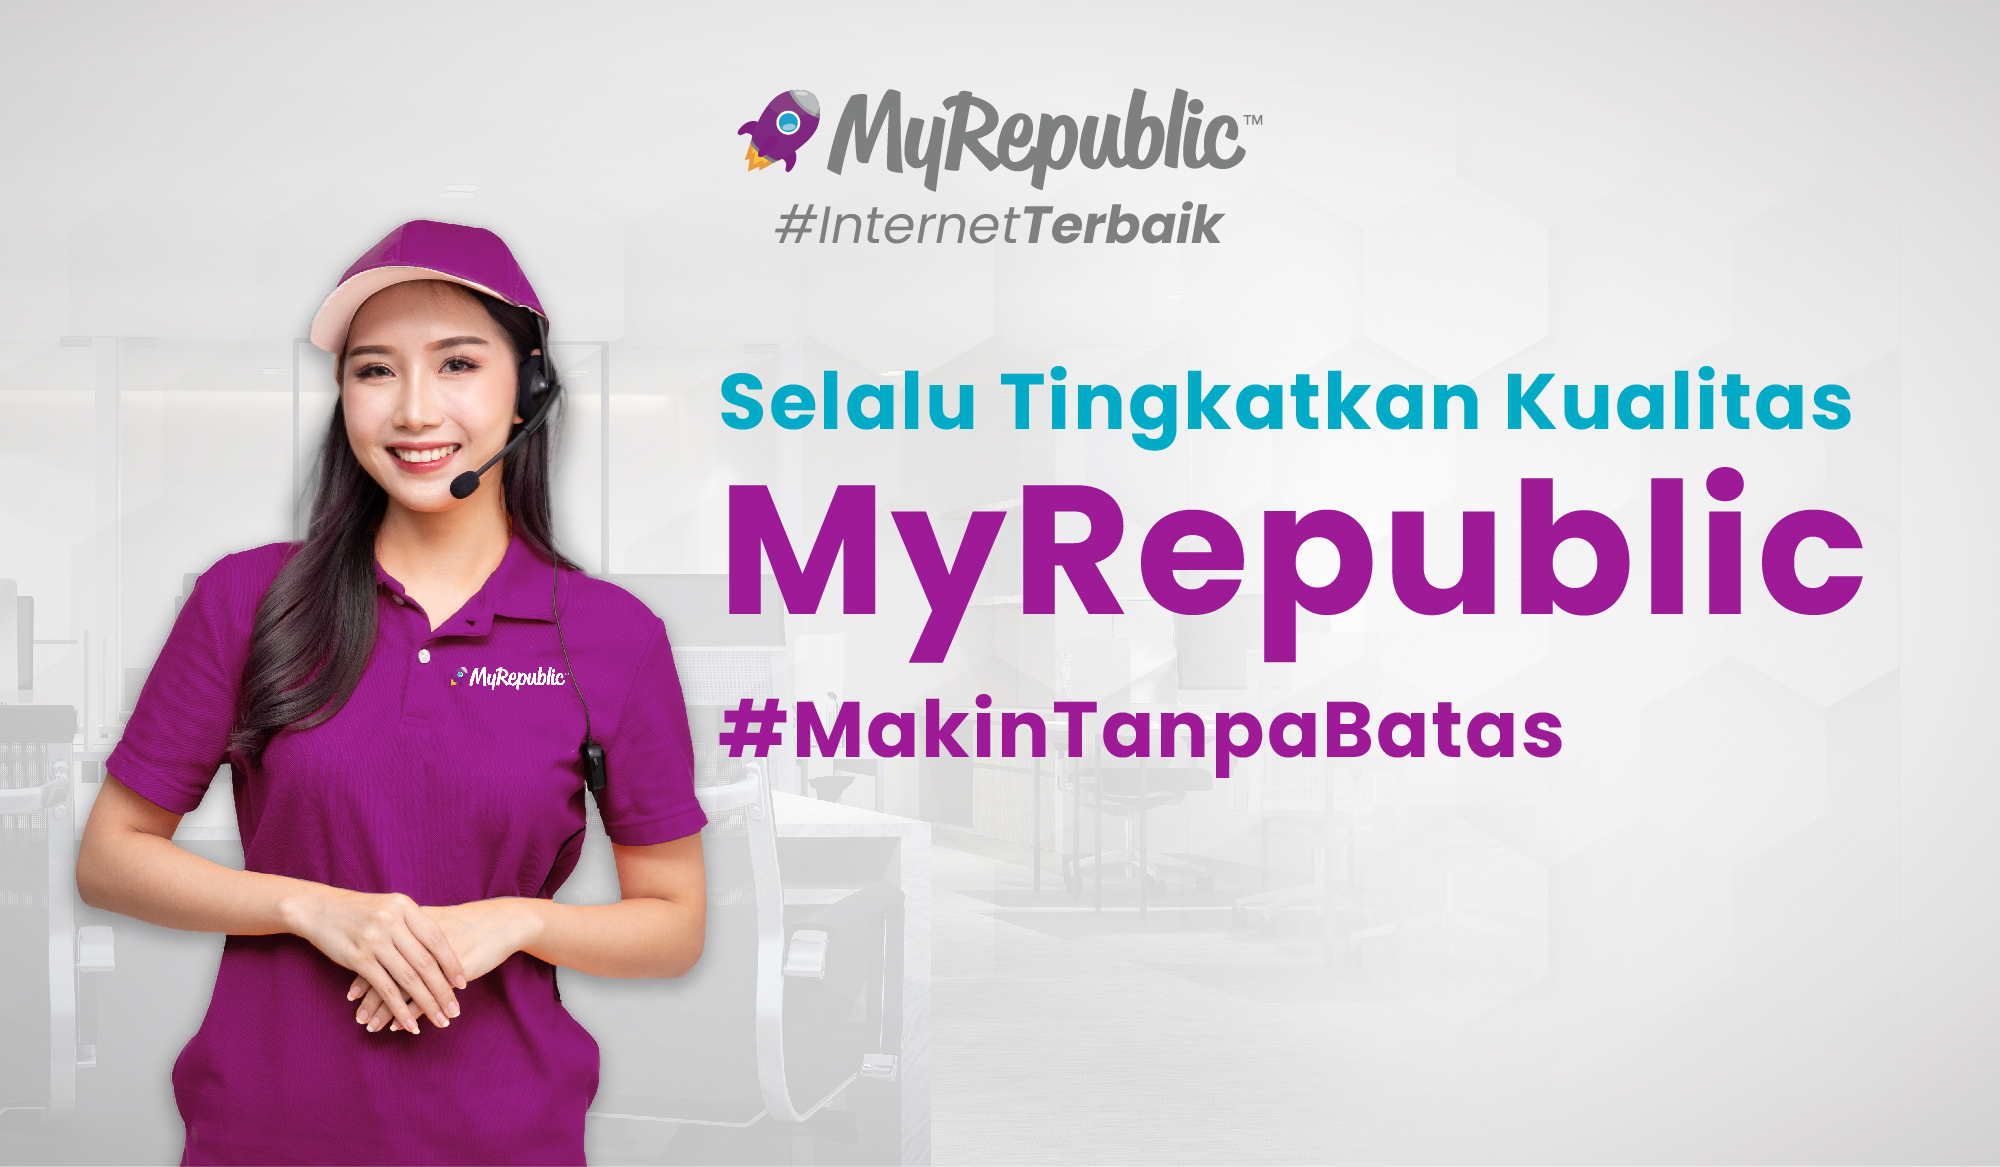 MyRepublic™
#InternetTerbaik
Selalu Tingkatkan Kualitas
MyRepublic
#MakinTanpaBatas
MyRepublic